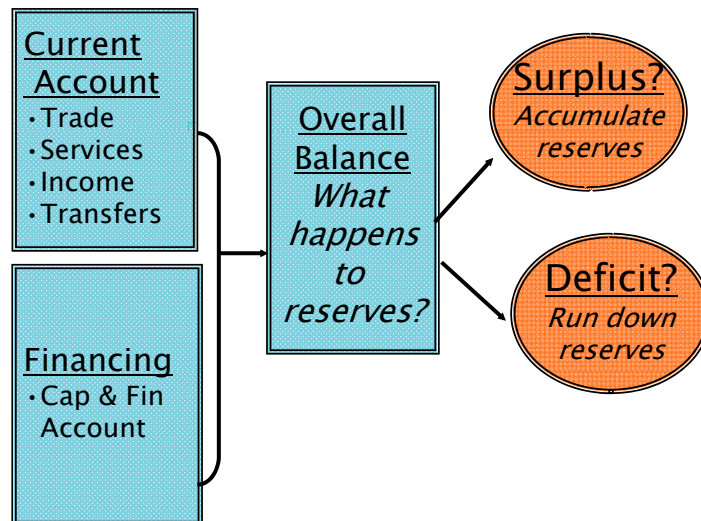 Current
Account
• Trade
• Services
• Income
• Transfers
Financing
• Cap & Fin
Account
Overall
Balance
What
happens
to
reserves?
Surplus?
Accumulate
reserves
Deficit?
Run down
reserves